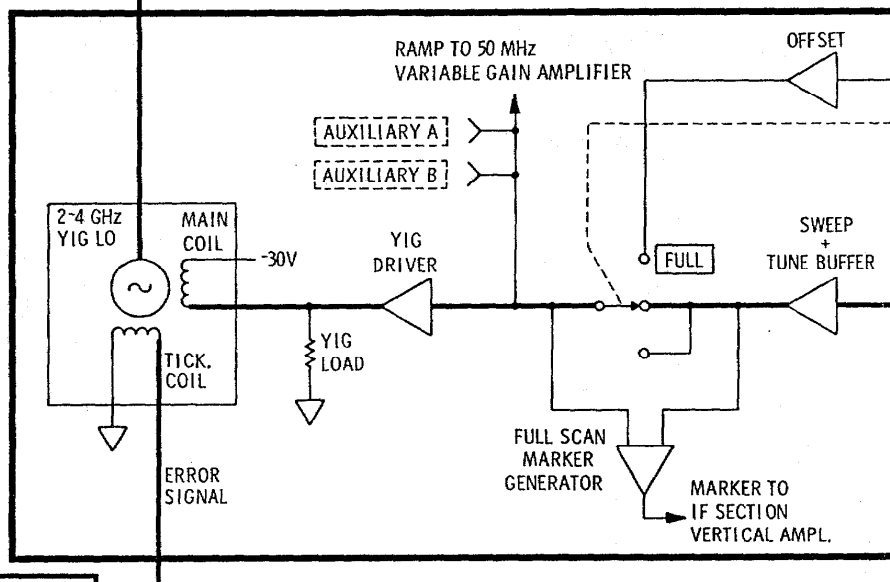 RAMP TO 50 MHz
VARIABLE GAIN AMPLIFIER
OFFSET
AUXILIARY A
AUXILIARY B
2-4 GHz
YIG LO
MAIN
COIL
-30V
YIG
DRIVER
FULL
SWEEP
+
TUNE BUFFER
TICK.
COIL
YIG
LOAD
ERROR
SIGNAL
FULL SCAN
MARKER
GENERATOR
MARKER TO
IF SECTION
VERTICAL AMPL.